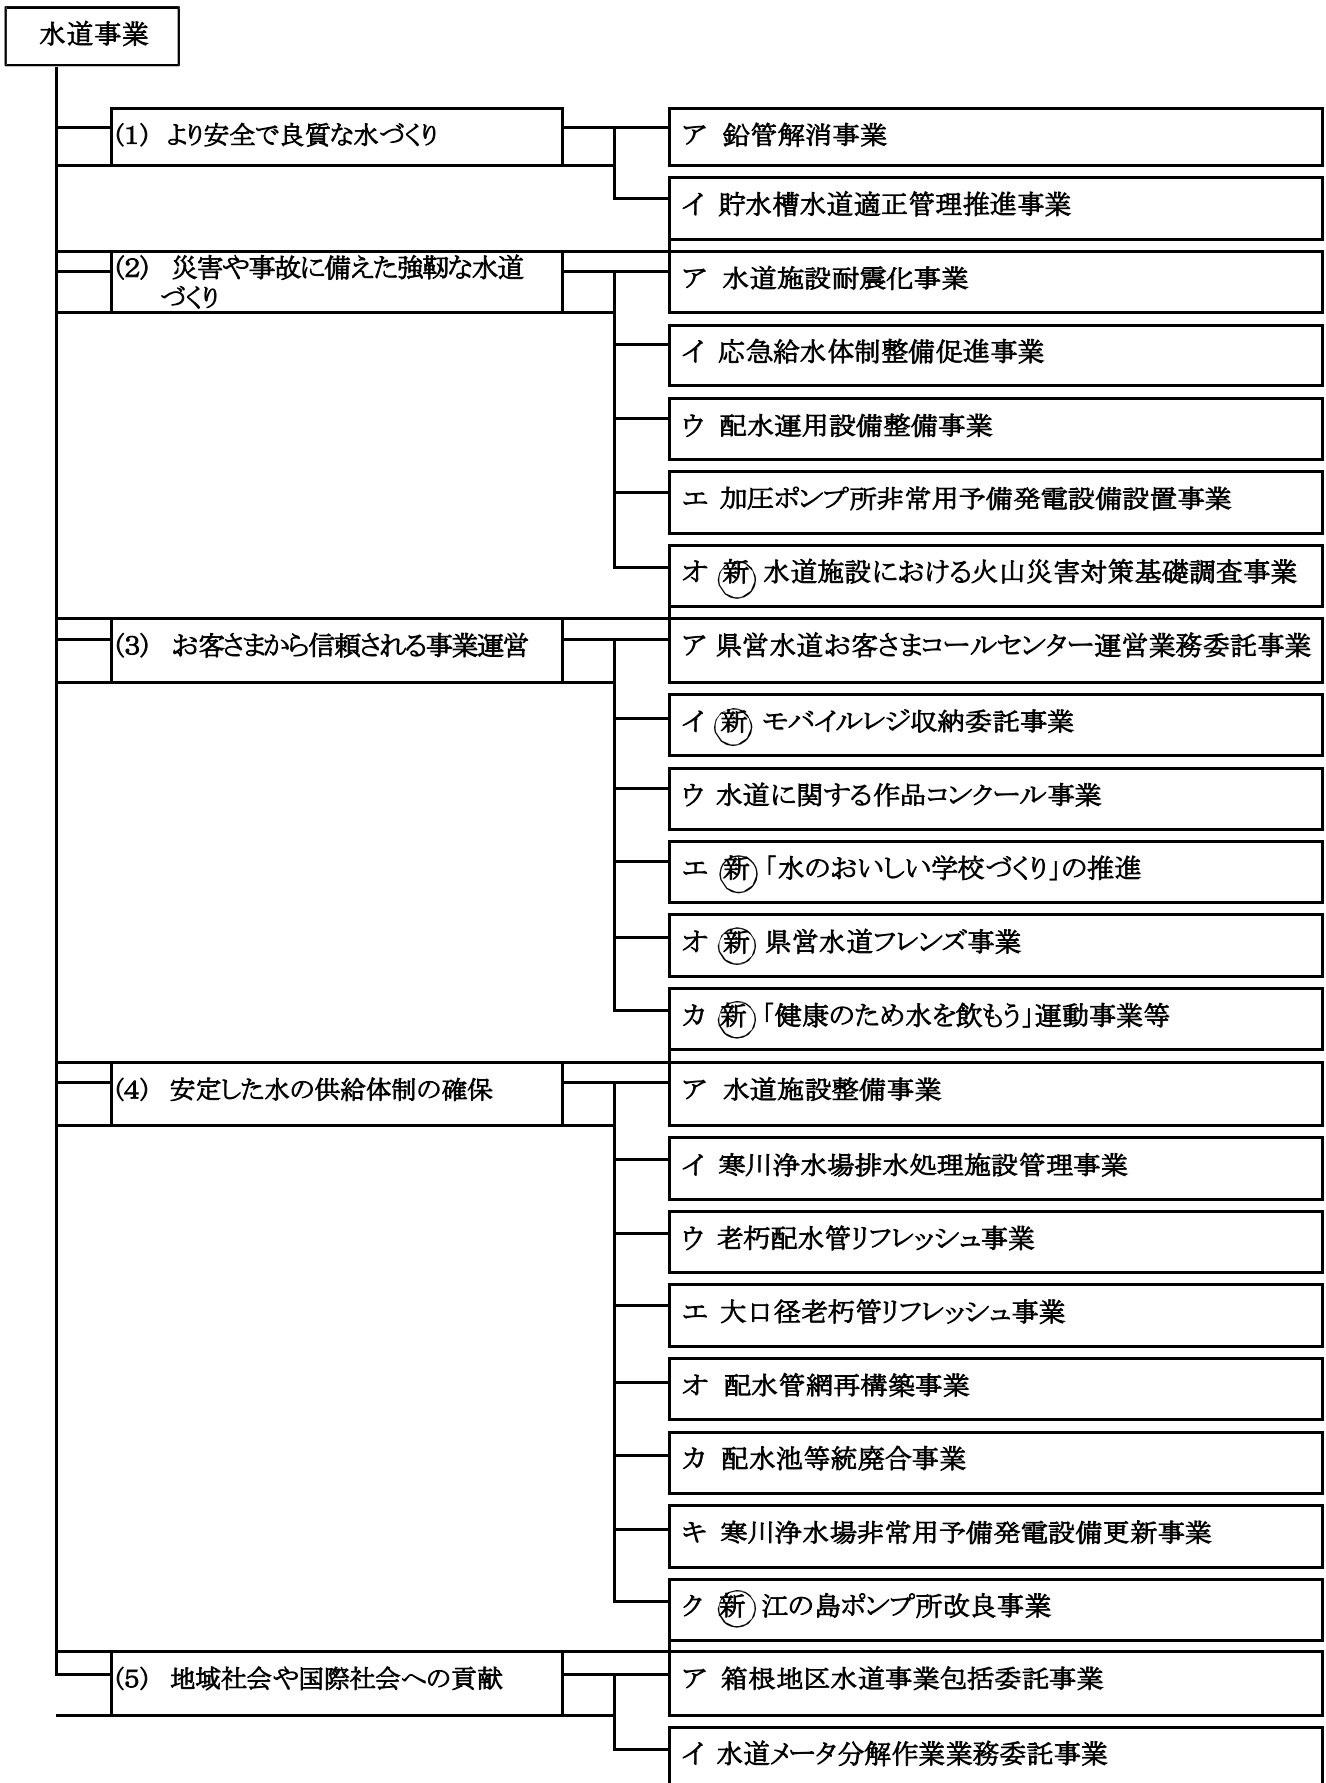 水道事業
(1) より安全で良質な水づくり
ア 鉛管解消事業
イ 貯水槽水道適正管理推進事業
(2) 災害や事故に備えた強靱な水道
づくり
ア 水道施設耐震化事業
イ 応急給水体制整備促進事業
ウ 配水運用設備整備事業
エ 加圧ポンプ所非常用予備発電設備設置事業
オ 新 水道施設における火山災害対策基礎調査事業
(3) お客さまから信頼される事業運営
ア 県営水道お客さまコールセンター運営業務委託事業
イ 新 モバイルレジ収納委託事業
ウ 水道に関する作品コンクール事業
エ 新 「水のおいしい学校づくり」の推進
オ 新 県営水道フレンズ事業
カ 新 「健康のため水を飲もう」運動事業等
(4) 安定した水の供給体制の確保
ア 水道施設整備事業
イ 寒川浄水場排水処理施設管理事業
ウ 老朽配水管リフレッシュ事業
エ 大口径老朽管リフレッシュ事業
オ 配水管網再構築事業
カ 配水池等統廃合事業
キ 寒川浄水場非常用予備発電設備更新事業
ク 新 江の島ポンプ所改良事業
(5) 地域社会や国際社会への貢献
ア 箱根地区水道事業包括委託事業
イ 水道メータ分解作業業務委託事業